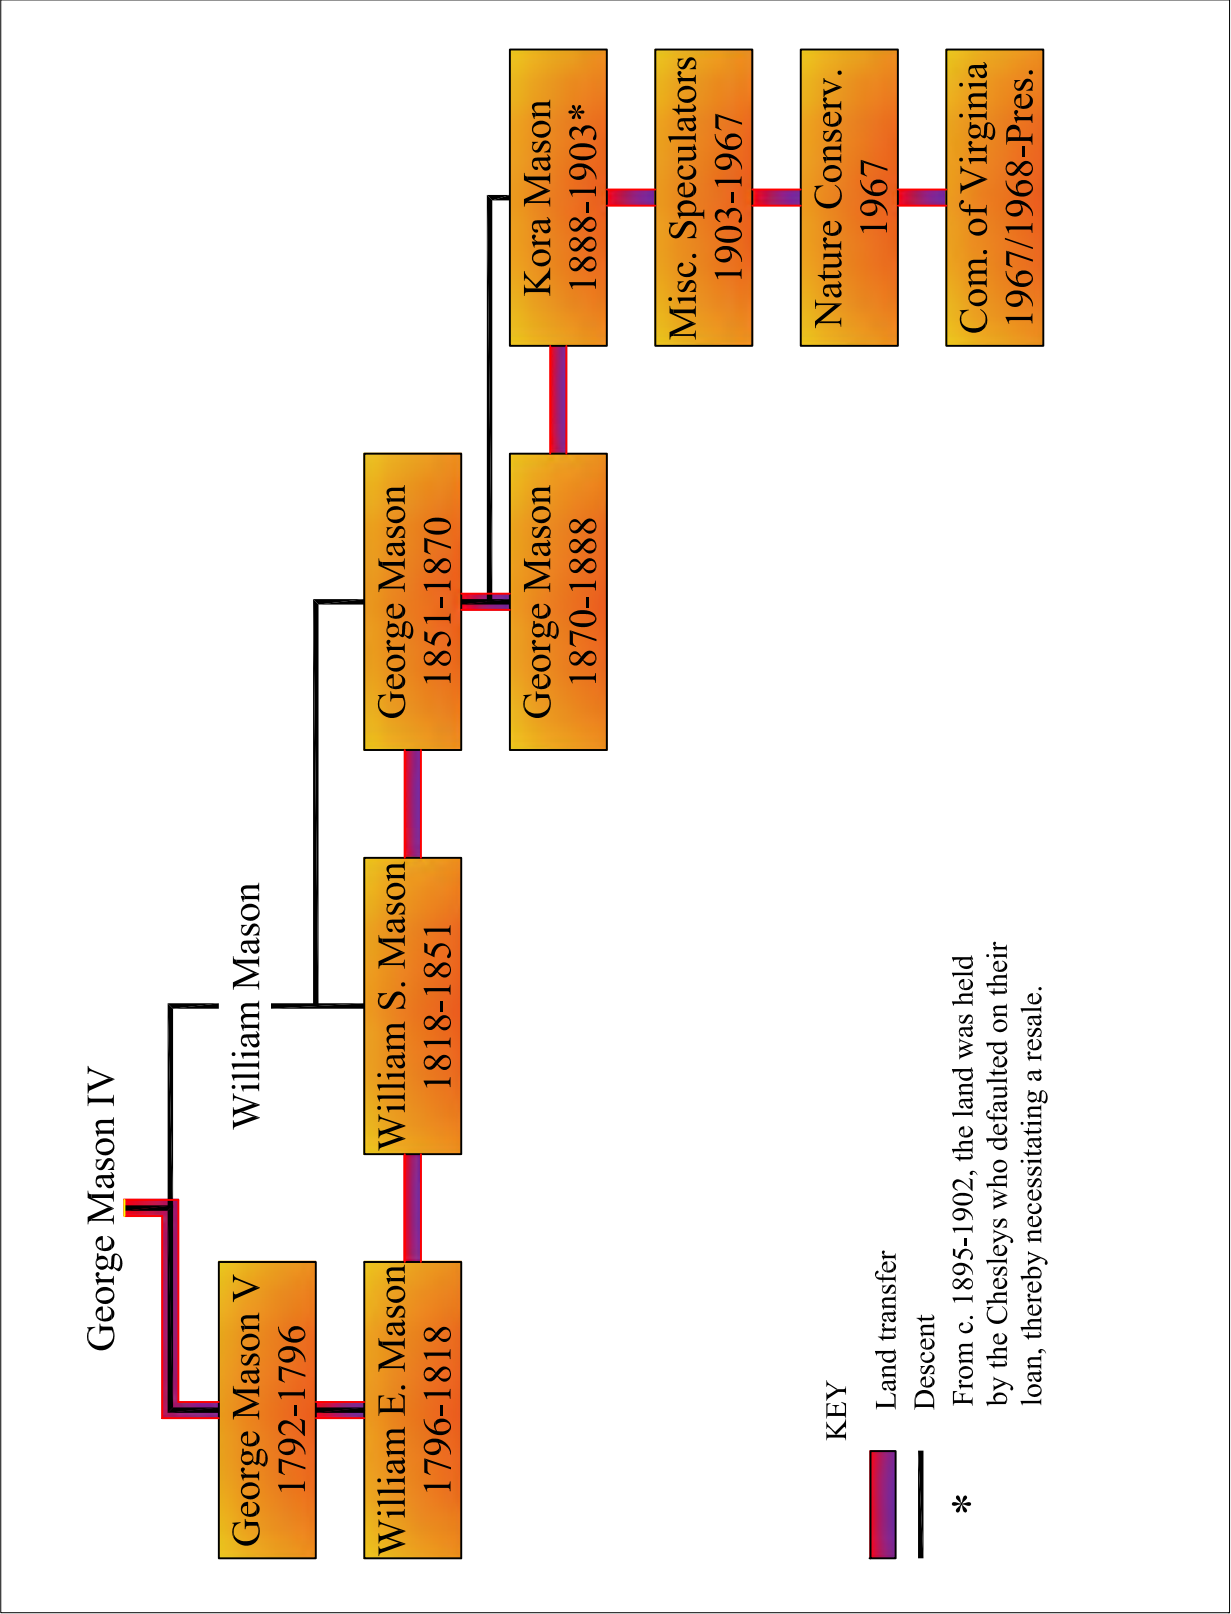 George Mason IV
George Mason V
1792-1796
William Mason
William E. Mason
1796-1818
William S. Mason
1818-1851
George Mason
1851-1870
George Mason
1870-1888
Kora Mason
1888-1903*
Misc. Speculators
1903-1967
Nature Conserv.
1967
Com. of Virginia
1967/1968-Pres.
KEY
Land transfer
Descent
* From c. 1895-1902, the land was held
by the Chesleys who defaulted on their
loan, thereby necessitating a resale.